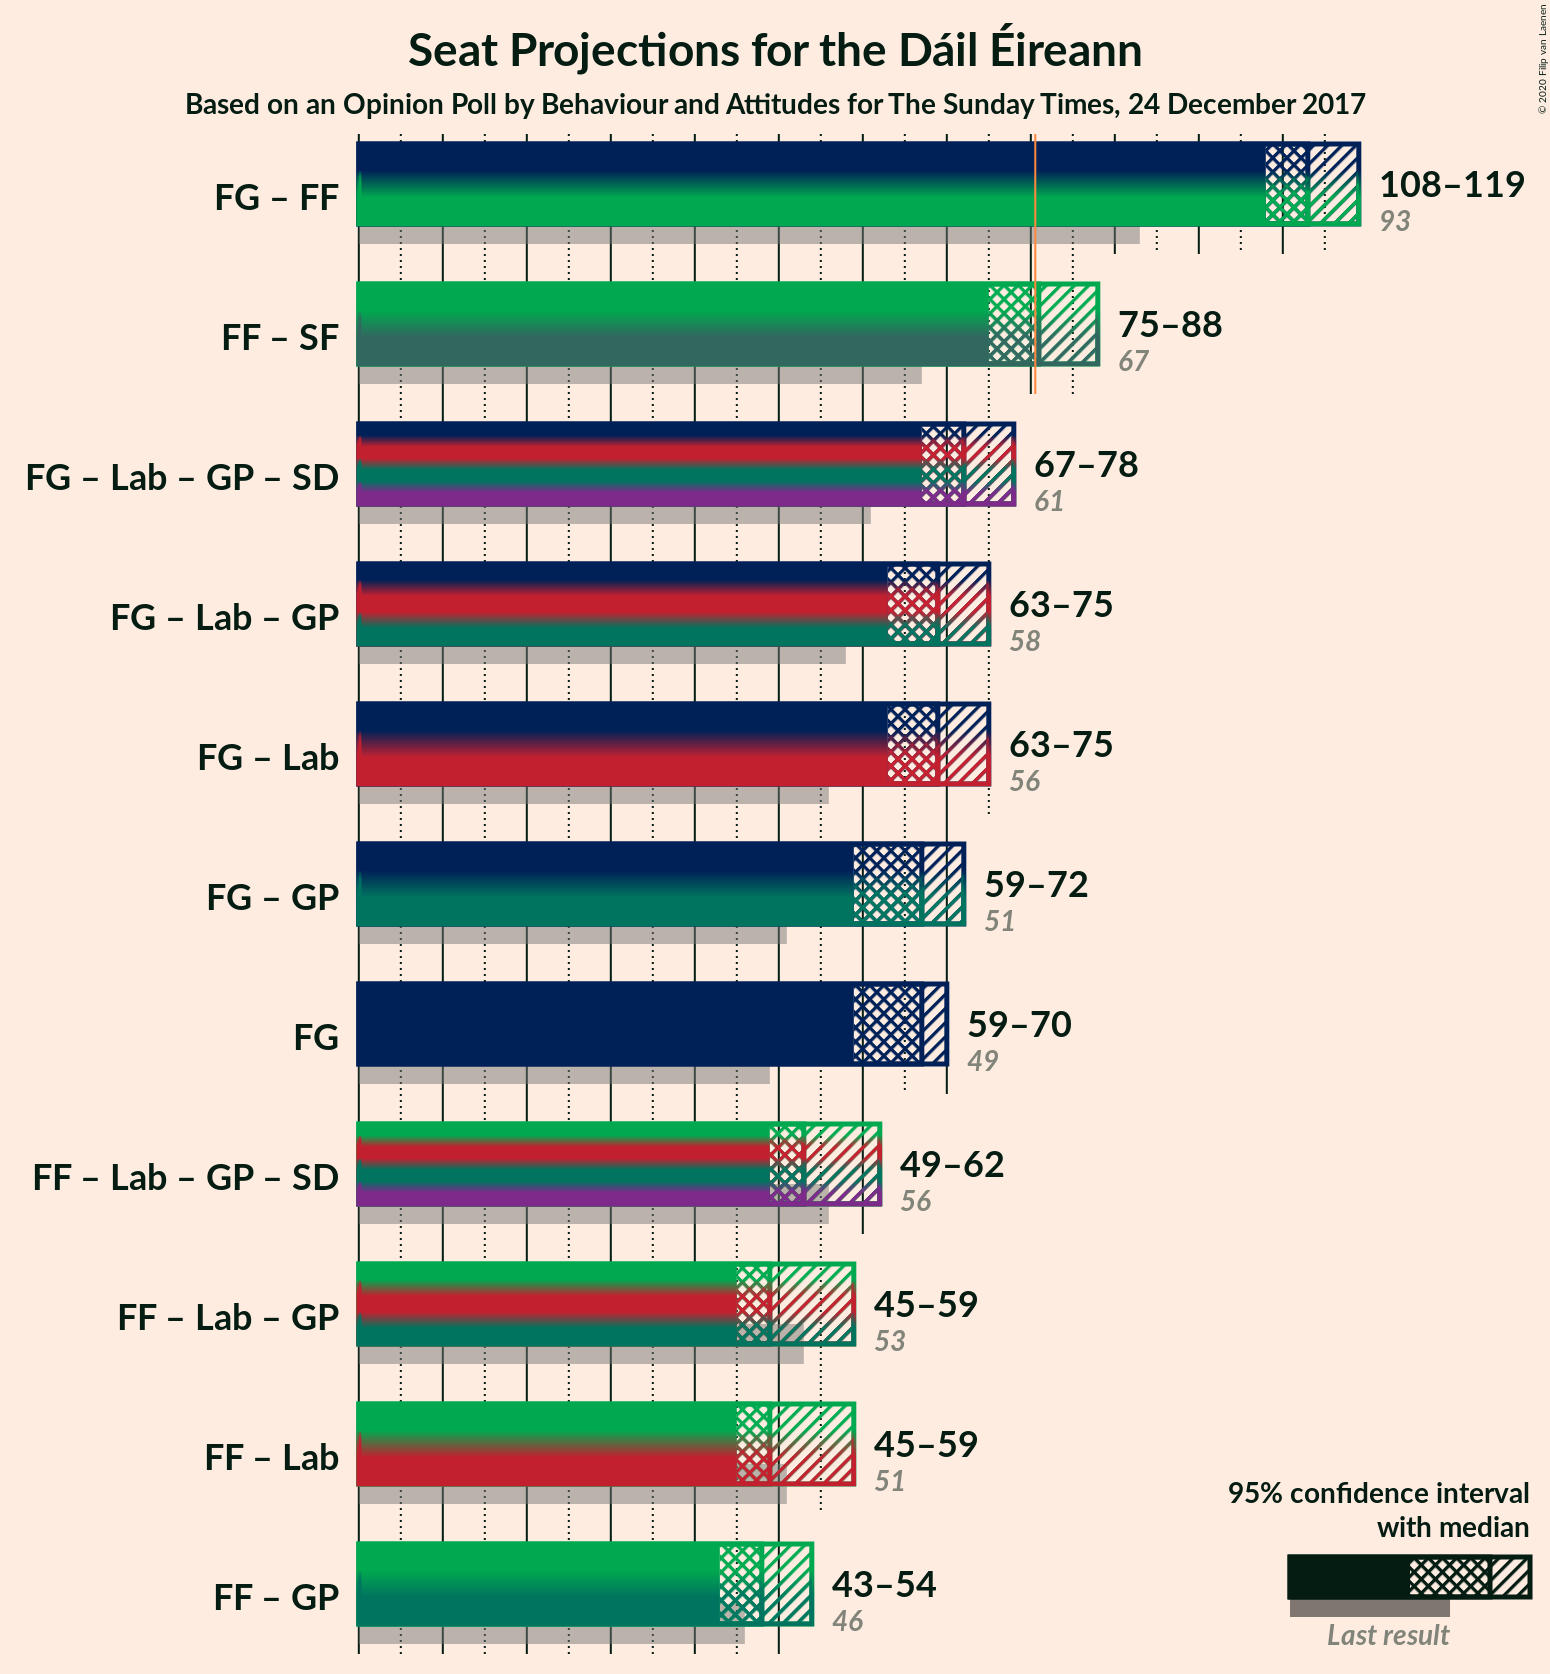 Seat Projections for the Dáil Éireann
Based on an Opinion Poll by Behaviour and Attitudes for The Sunday Times, 24 December 2017
© 2020 Filip van Laenen
FG – FF
108–119
93
FF – SF
75–88
67
FG – Lab – GP – SD
67–78
61
FG – Lab – GP
63–75
58
FG – Lab
63–75
56
FG – GP
59–72
51
FG
59–70
49
FF – Lab – GP – SD
49–62
56
FF – Lab – GP
45–59
53
FF – Lab
45–59
51
FF – GP
43–54
46
95% confidence interval
with median
Last result